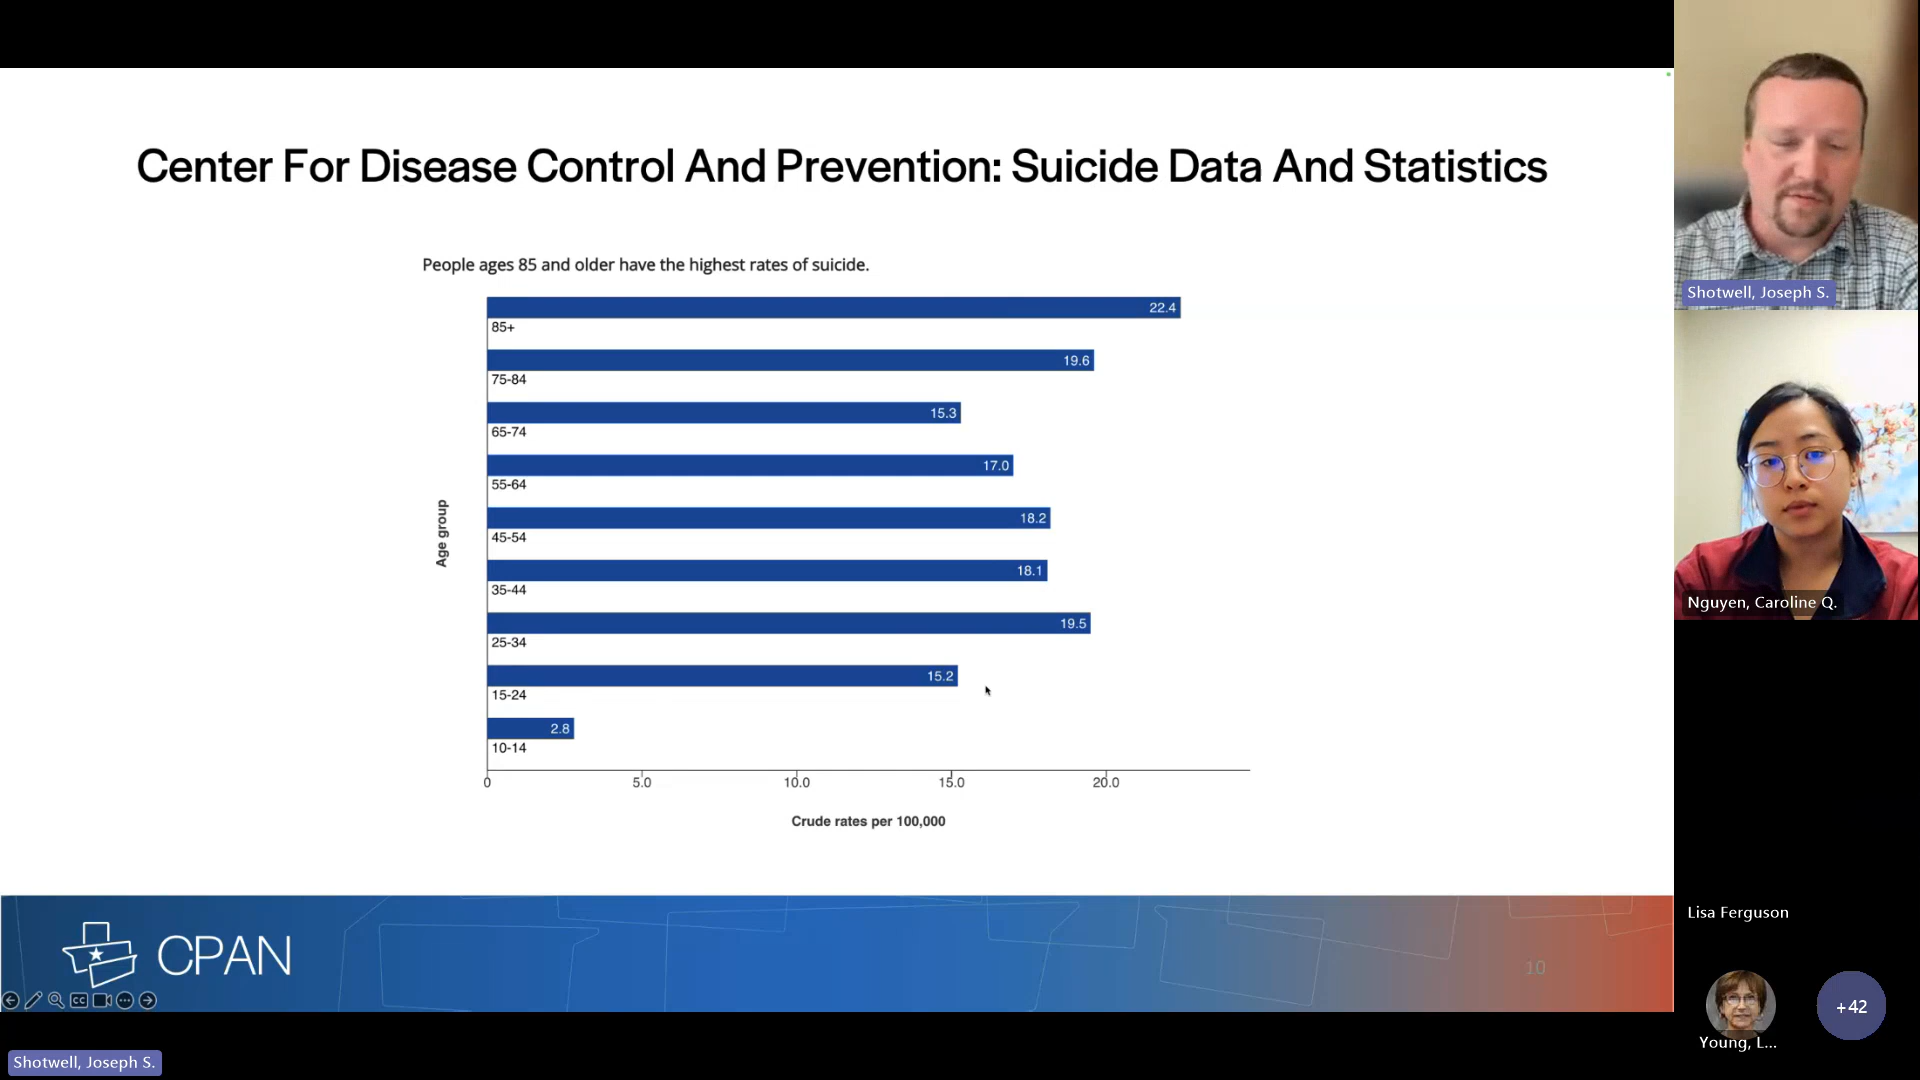 Center For Disease Control And Prevention: Suicide Data And Statistics
People ages 85 and older have the highest rates of suicide.
22.4
85+
19.6
75-84
15.3
65-74
17.0
55-64
18.2
45-54
18.1
35-44
19.5
25-34
15.2
15-24
2.8
10-14
Age group
0 5.0 10.0 15.0 20.0
Crude rates per 100,000
CPAN
10
CC
Shotwell, Joseph S.
Shotwell, Joseph S.
Nguyen, Caroline Q.
Lisa Ferguson
Young, L...
+42